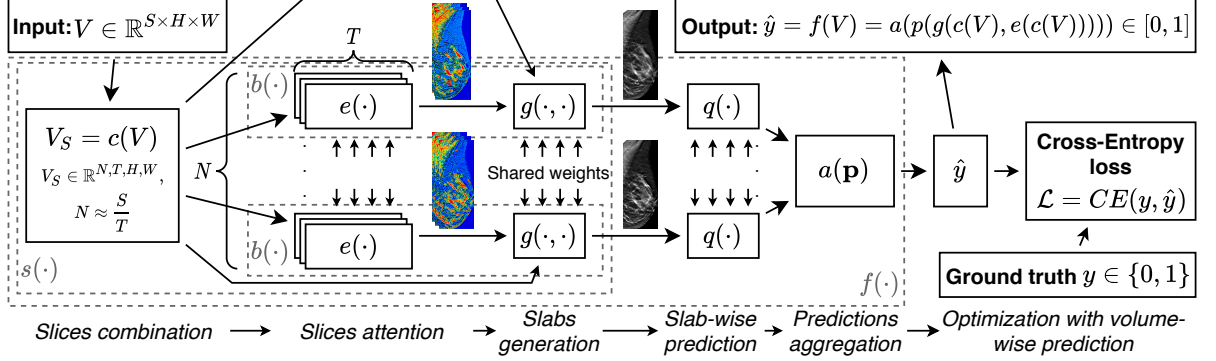 Input: V ∈ ℝ^{S×H×W}
Output: ŷ = f(V) = a(p(g(c(V), e(c(V))))) ∈ [0, 1]
T
b(·)
e(·)
g(·,·)
q(·)
V_S = c(V)
V_S ∈ ℝ^{N,T,H,W},
N ≈ S/T
N
Shared weights
a(𝐩)
ŷ
Cross-Entropy
loss
ℒ = CE(y, ŷ)
b(·)
e(·)
g(·,·)
q(·)
s(·)
f(·)
Ground truth y ∈ {0, 1}
Slices combination
Slices attention
Slabs
generation
Slab-wise
prediction
Predictions
aggregation
Optimization with volume-
wise prediction